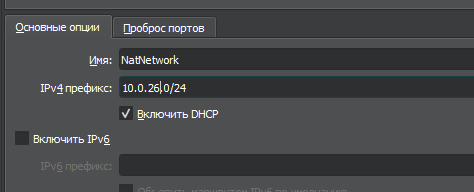 Основные опции Проброс портов
Имя: NatNetwork
IPv4 префикс: 10.0.26.0/24
Включить DHCP
Включить IPv6
IPv6 префикс: